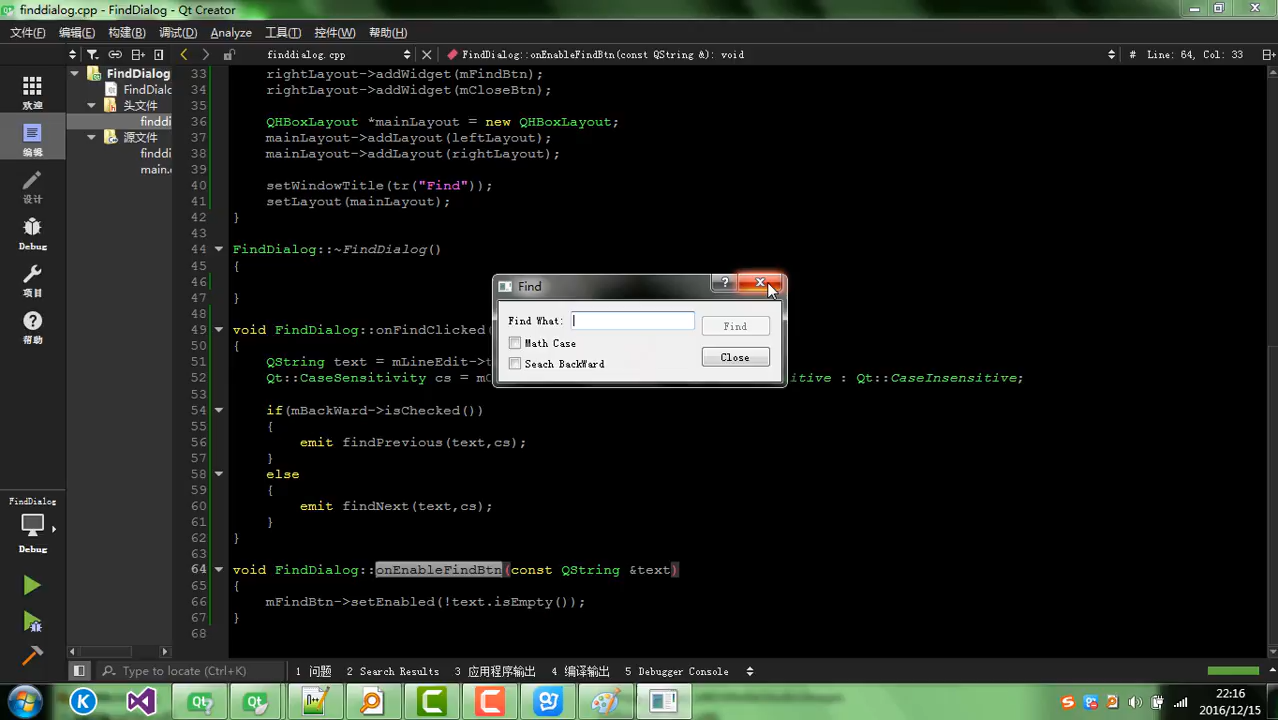 finddialog.cpp - FindDialog - Qt Creator
文件(F) 编辑(E) 构建(B) 调试(D) Analyze 工具(T) 控件(W) 帮助(H)
finddialog.cpp FindDialog::onEnableFindBtn(const QString &): void # Line: 64, Col: 33
欢迎
编辑
设计
Debug
项目
帮助
FindDialog
Debug
FindDialog
FindDial
头文件
finddi
源文件
finddi
main.c
33 rightLayout->addWidget(mFindBtn);
34 rightLayout->addWidget(mCloseBtn);
35
36 QHBoxLayout *mainLayout = new QHBoxLayout;
37 mainLayout->addLayout(leftLayout);
38 mainLayout->addLayout(rightLayout);
39
40 setWindowTitle(tr("Find"));
41 setLayout(mainLayout);
42 }
43
44 FindDialog::~FindDialog()
45 {
46
47 }
48
49 void FindDialog::onFindClicked(
50 {
51 QString text = mLineEdit->t
52 Qt::CaseSensitivity cs = mC itive : Qt::CaseInsensitive;
53
54 if(mBackWard->isChecked())
55 {
56 emit findPrevious(text,cs);
57 }
58 else
59 {
60 emit findNext(text,cs);
61 }
62 }
63
64 void FindDialog::onEnableFindBtn(const QString &text)
65 {
66 mFindBtn->setEnabled(!text.isEmpty());
67 }
68
Find
?
Find What:
Find
Math Case
Close
Seach BackWard
Type to locate (Ctrl+K) 1 问题 2 Search Results 3 应用程序输出 4 编译输出 5 Debugger Console
22:16
2016/12/15